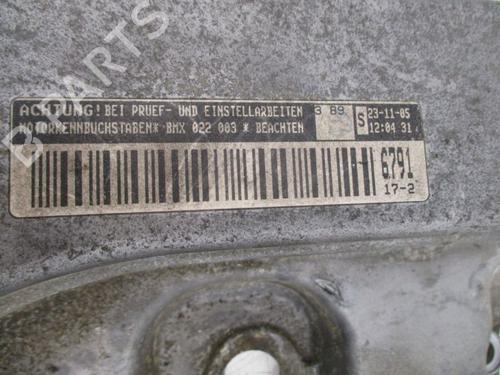 ACHTUNG! BEI PRUEF- UND EINSTELLARBEITEN
MOTORKENNBUCHSTABEN* BMX 022 003 * BEACHTEN
3 89
S
23-11-05
12:04 31
6791
17-2
B PARTS